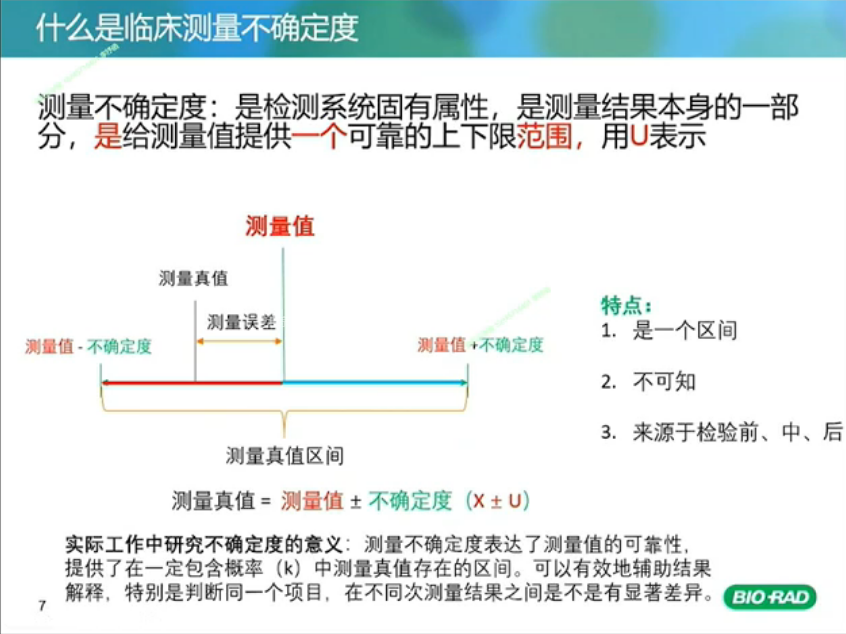 什么是临床测量不确定度
测量不确定度：是检测系统固有属性，是测量结果本身的一部
分，是给测量值提供一个可靠的上下限范围，用U表示
测量值
测量真值
测量误差
测量值 - 不确定度
测量值 +不确定度
测量真值区间
测量真值 = 测量值 ± 不确定度（X ± U）
特点：
1. 是一个区间
2. 不可知
3. 来源于检验前、中、后
实际工作中研究不确定度的意义：测量不确定度表达了测量值的可靠性，
提供了在一定包含概率（k）中测量真值存在的区间。可以有效地辅助结果
解释，特别是判断同一个项目，在不同次测量结果之间是不是有显著差异。
7
BIO-RAD